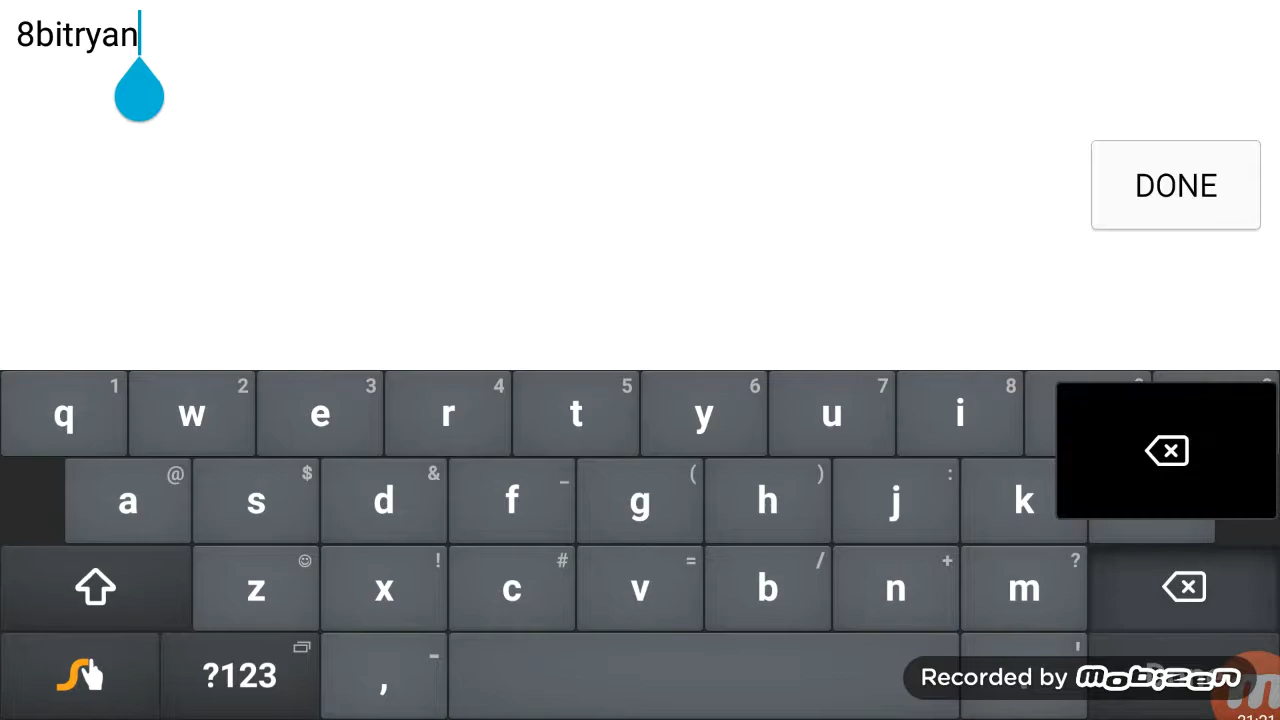 8bitryan
DONE
1 2 3 4 5 6 7 8
q w e r t y u i
@ $ & _ ( ) :
a s d f g h j k
! # = / + ?
z x c v b n m
- '
?123 ,
Recorded by mobizen